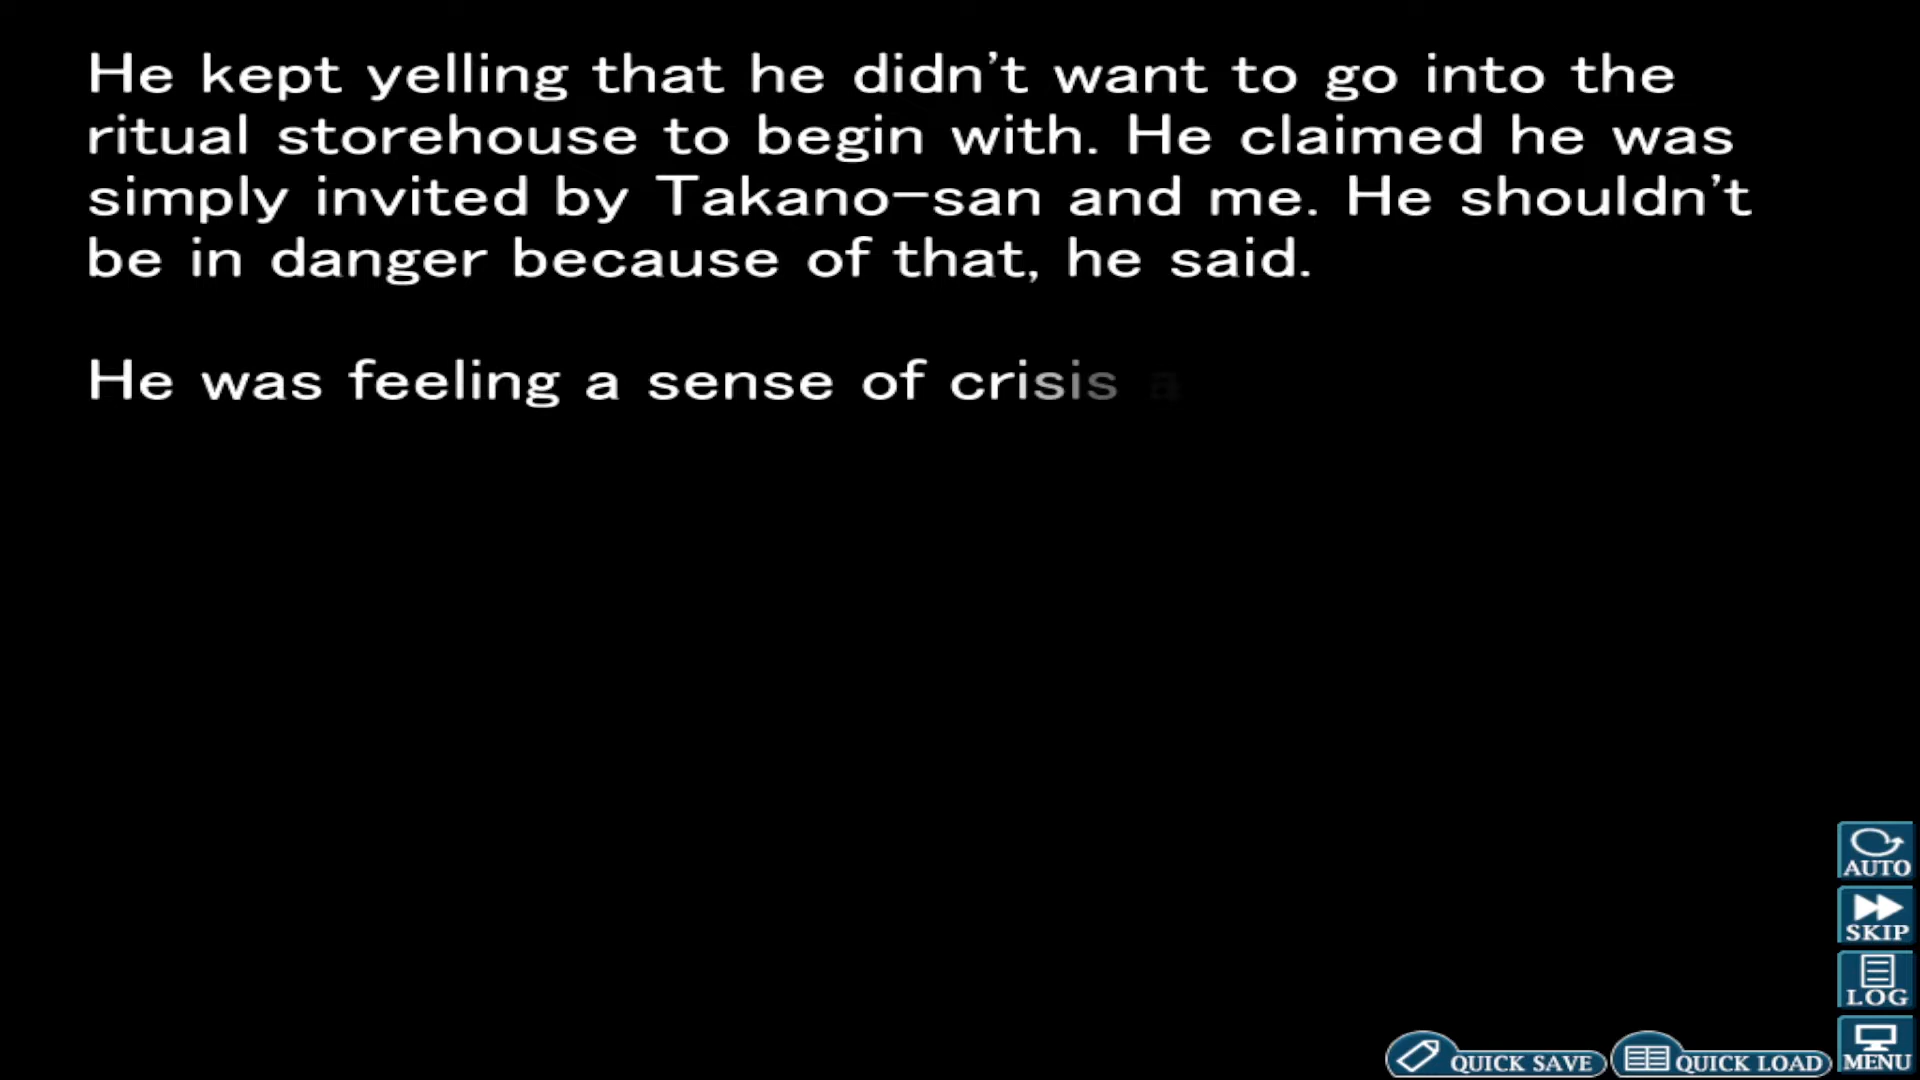 He kept yelling that he didn’t want to go into the
ritual storehouse to begin with. He claimed he was
simply invited by Takano-san and me. He shouldn’t
be in danger because of that, he said.
He was feeling a sense of crisis a
AUTO
SKIP
LOG
QUICK SAVE
QUICK LOAD
MENU